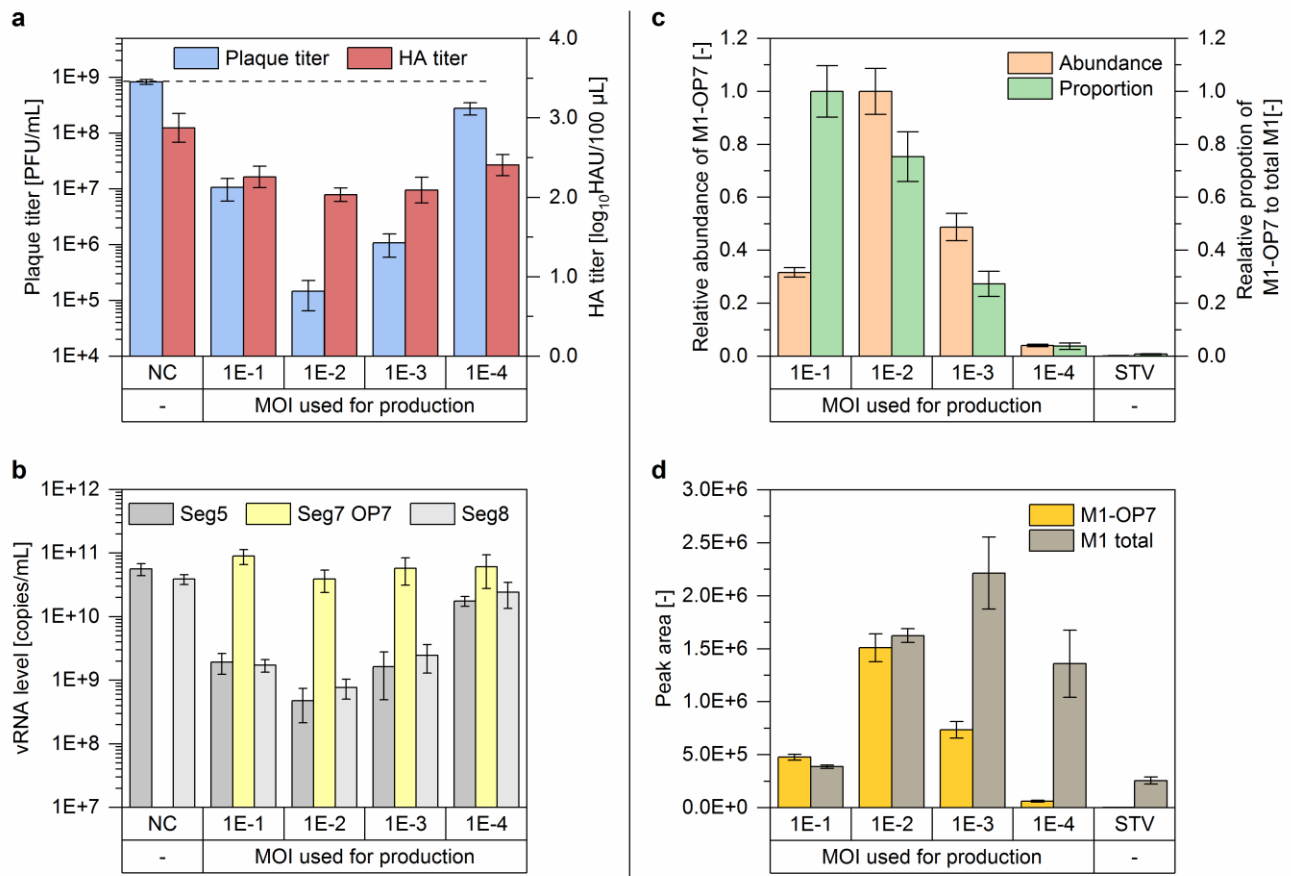 a
Plaque titer
HA titer
Plaque titer [PFU/mL]
1E+9
1E+8
1E+7
1E+6
1E+5
1E+4
4.0
3.0
2.0
1.0
0.0
HA titer [log10HAU/100 µL]
NC
1E-1
1E-2
1E-3
1E-4
-
MOI used for production
b
Seg5
Seg7 OP7
Seg8
vRNA level [copies/mL]
1E+12
1E+11
1E+10
1E+9
1E+8
1E+7
NC
1E-1
1E-2
1E-3
1E-4
-
MOI used for production
c
Abundance
Proportion
Relative abundance of M1-OP7 [-]
1.2
1.0
0.8
0.6
0.4
0.2
0.0
1.2
1.0
0.8
0.6
0.4
0.2
0.0
Realative propotion of
M1-OP7 to total M1[-]
1E-1
1E-2
1E-3
1E-4
STV
MOI used for production
-
d
M1-OP7
M1 total
Peak area [-]
3.0E+6
2.5E+6
2.0E+6
1.5E+6
1.0E+6
5.0E+5
0.0E+0
1E-1
1E-2
1E-3
1E-4
STV
MOI used for production
-